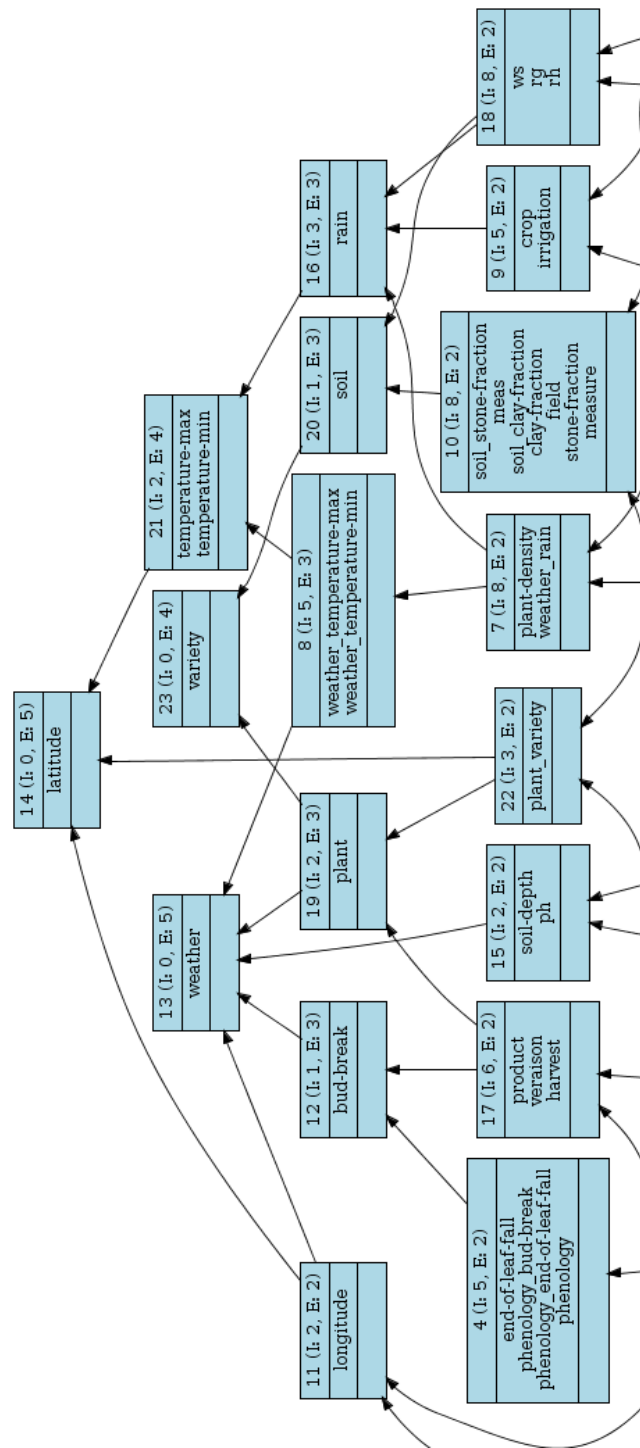 14 (I: 0, E: 5)
latitude
21 (I: 2, E: 4)
temperature-max
temperature-min
23 (I: 0, E: 4)
variety
13 (I: 0, E: 5)
weather
16 (I: 3, E: 3)
rain
20 (I: 1, E: 3)
soil
8 (I: 5, E: 3)
weather_temperature-max
weather_temperature-min
19 (I: 2, E: 3)
plant
12 (I: 1, E: 3)
bud-break
11 (I: 2, E: 2)
longitude
18 (I: 8, E: 2)
ws
rg
rh
9 (I: 5, E: 2)
crop
irrigation
10 (I: 8, E: 2)
soil_stone-fraction
meas
soil_clay-fraction
clay-fraction
field
stone-fraction
measure
7 (I: 8, E: 2)
plant-density
weather_rain
22 (I: 3, E: 2)
plant_variety
15 (I: 2, E: 2)
soil-depth
ph
17 (I: 6, E: 2)
product
veraison
harvest
4 (I: 5, E: 2)
end-of-leaf-fall
phenology_bud-break
phenology_end-of-leaf-fall
phenology